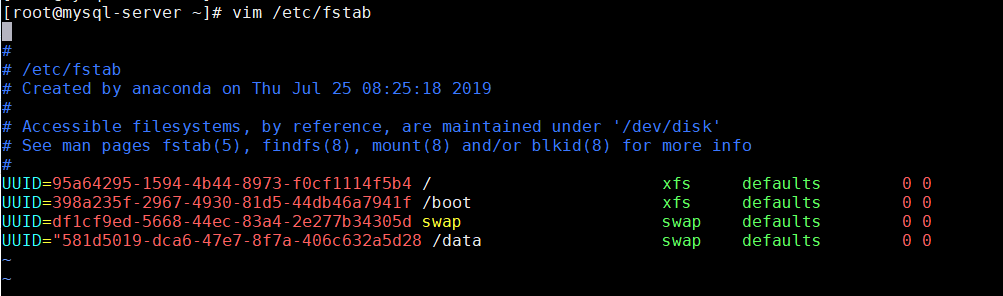 [root@mysql-server ~]# vim /etc/fstab
#
# /etc/fstab
# Created by anaconda on Thu Jul 25 08:25:18 2019
#
# Accessible filesystems, by reference, are maintained under '/dev/disk'
# See man pages fstab(5), findfs(8), mount(8) and/or blkid(8) for more info
#
UUID=95a64295-1594-4b44-8973-f0cf1114f5b4 / xfs defaults 0 0
UUID=398a235f-2967-4930-81d5-44db46a7941f /boot xfs defaults 0 0
UUID=df1cf9ed-5668-44ec-83a4-2e277b34305d swap swap defaults 0 0
UUID="581d5019-dca6-47e7-8f7a-406c632a5d28 /data swap defaults 0 0
~
~